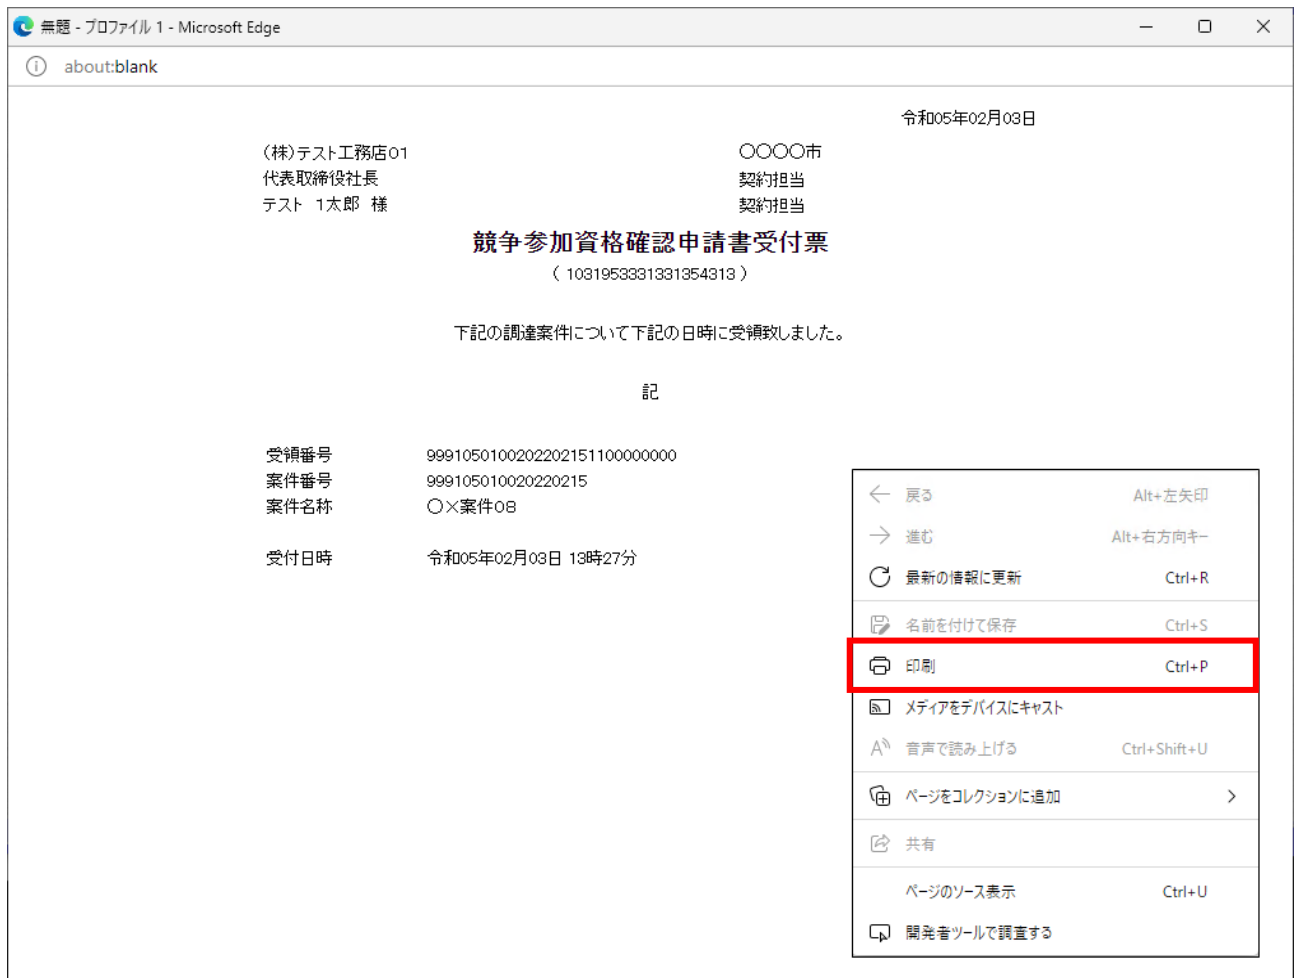 無題 - プロファイル 1 - Microsoft Edge
about:blank
令和05年02月03日
(株)テスト工務店01
〇〇〇〇市
代表取締役社長
契約担当
テスト 1太郎 様
契約担当
競争参加資格確認申請書受付票
( 1031953331331354313 )
下記の調達案件について下記の日時に受領致しました。
記
受領番号 99910501002022021511000​00000
案件番号 999105010020220215
案件名称 〇×案件08
受付日時 令和05年02月03日 13時27分
戻る Alt+左矢印
進む Alt+右方向キー
最新の情報に更新 Ctrl+R
名前を付けて保存 Ctrl+S
印刷 Ctrl+P
メディアをデバイスにキャスト
音声で読み上げる Ctrl+Shift+U
ページをコレクションに追加
共有
ページのソース表示 Ctrl+U
開発者ツールで調査する